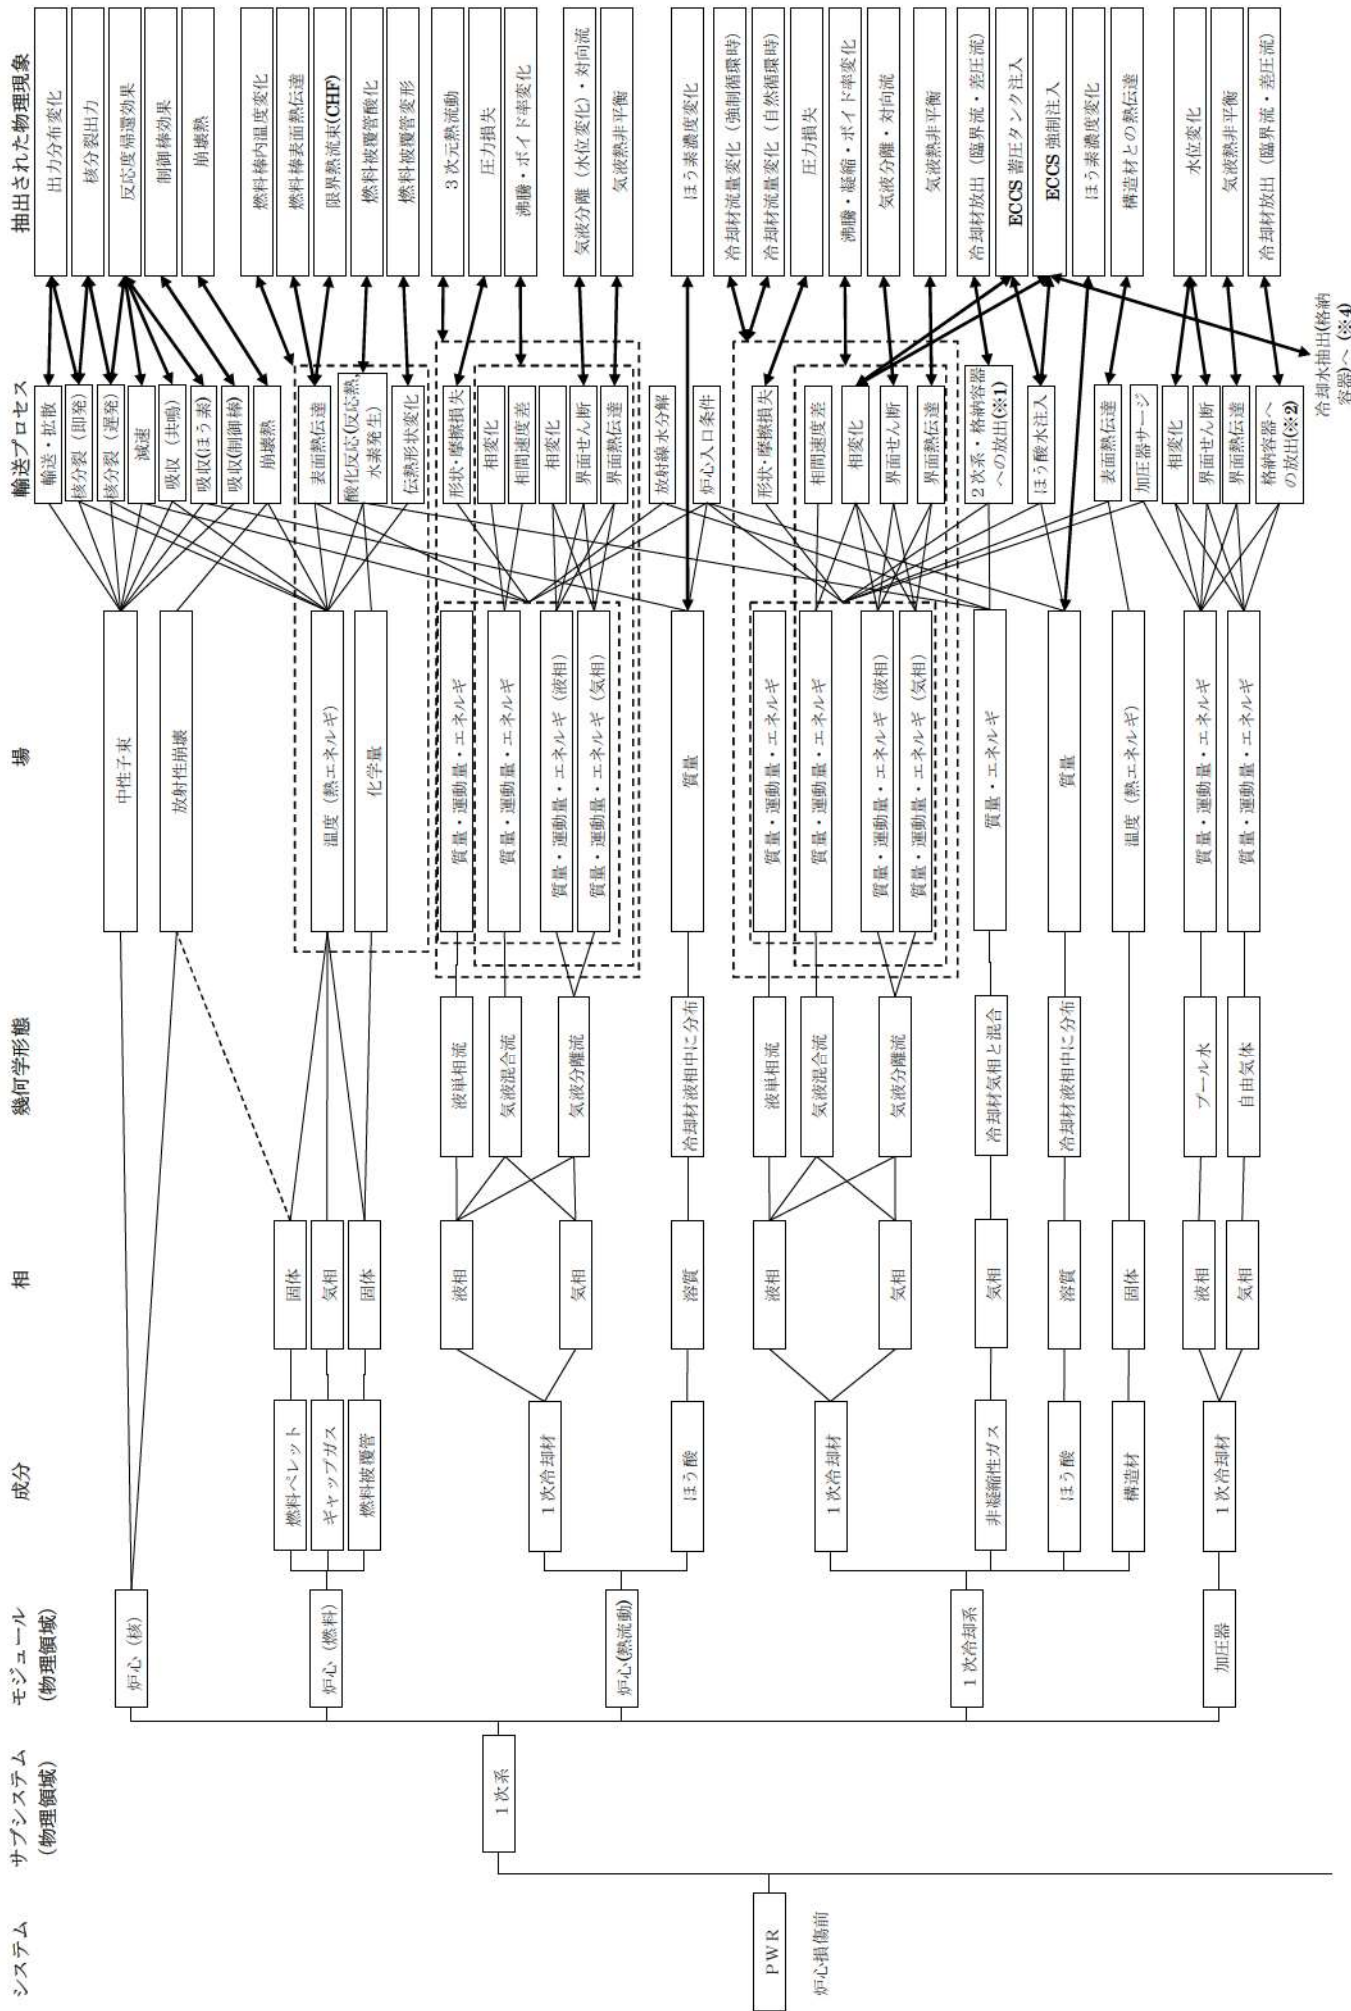 システム
サブシステム
(物理領域)
モジュール
(物理領域)
成分
相
幾何学形態
場
輸送プロセス
抽出された物理現象
PWR
炉心損傷前
1次系
炉心（核）
炉心（燃料）
炉心(熱流動)
1次冷却系
加圧器
燃料ペレット
ギャップガス
燃料被覆管
1次冷却材
ほう酸
1次冷却材
非凝縮性ガス
ほう酸
構造材
1次冷却材
固体
気相
固体
液相
気相
溶質
液相
気相
気相
溶質
固体
液相
気相
液単相流
気液混合流
気液分離流
冷却材液相中に分布
液単相流
気液混合流
気液分離流
冷却材気相と混合
冷却材液相中に分布
プール水
自由気体
中性子束
放射性崩壊
温度（熱エネルギ）
化学量
質量・運動量・エネルギ
質量・運動量・エネルギ
質量・運動量・エネルギ（液相）
質量・運動量・エネルギ（気相）
質量
質量・運動量・エネルギ
質量・運動量・エネルギ
質量・運動量・エネルギ（液相）
質量・運動量・エネルギ（気相）
質量・エネルギ
質量
温度（熱エネルギ）
質量・運動量・エネルギ
質量・運動量・エネルギ
輸送・拡散
核分裂（即発）
核分裂（遅発）
減速
吸収（共鳴）
吸収(ほう素)
吸収(制御棒)
崩壊熱
表面熱伝達
酸化反応(反応熱,
水素発生)
伝熱形状変化
形状・摩擦損失
相変化
相間速度差
相変化
界面せん断
界面熱伝達
放射線水分解
炉心入口条件
形状・摩擦損失
相間速度差
相変化
界面せん断
界面熱伝達
2次系・格納容器
への放出(※1)
ほう酸水注入
表面熱伝達
加圧器サージ
相変化
界面せん断
界面熱伝達
格納容器へ
の放出(※2)
出力分布変化
核分裂出力
反応度帰還効果
制御棒効果
崩壊熱
燃料棒内温度変化
燃料棒表面熱伝達
限界熱流束(CHF)
燃料被覆管酸化
燃料被覆管変形
3次元熱流動
圧力損失
沸騰・ボイド率変化
気液分離（水位変化）・対向流
気液熱非平衡
ほう素濃度変化
冷却材流量変化（強制循環時）
冷却材流量変化（自然循環時）
圧力損失
沸騰・凝縮・ボイド率変化
気液分離・対向流
気液熱非平衡
冷却材放出（臨界流・差圧流）
ECCS 蓄圧タンク注入
ECCS 強制注入
ほう素濃度変化
構造材との熱伝達
水位変化
気液熱非平衡
冷却材放出（臨界流・差圧流）
冷却水抽出(格納
容器)へ (※4)